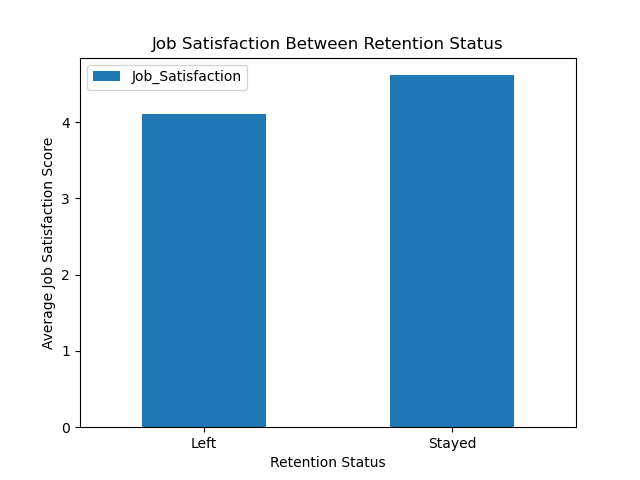 Job Satisfaction Between Retention Status
Job_Satisfaction
Average Job Satisfaction Score
4
3
2
1
0
Left
Stayed
Retention Status